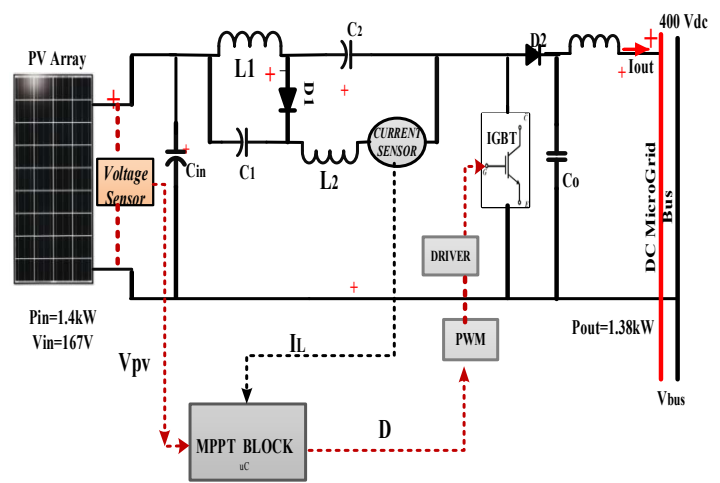 400 Vdc
PV Array
C2
D2
L1
Iout
D1
CURRENT
SENSOR
IGBT
C
G
E
C1
L2
Cin
Co
Voltage
Sensor
DC MicroGrid
Bus
DRIVER
Pin=1.4kW
Vin=167V
Vpv
IL
PWM
Pout=1.38kW
Vbus
MPPT BLOCK
uC
D